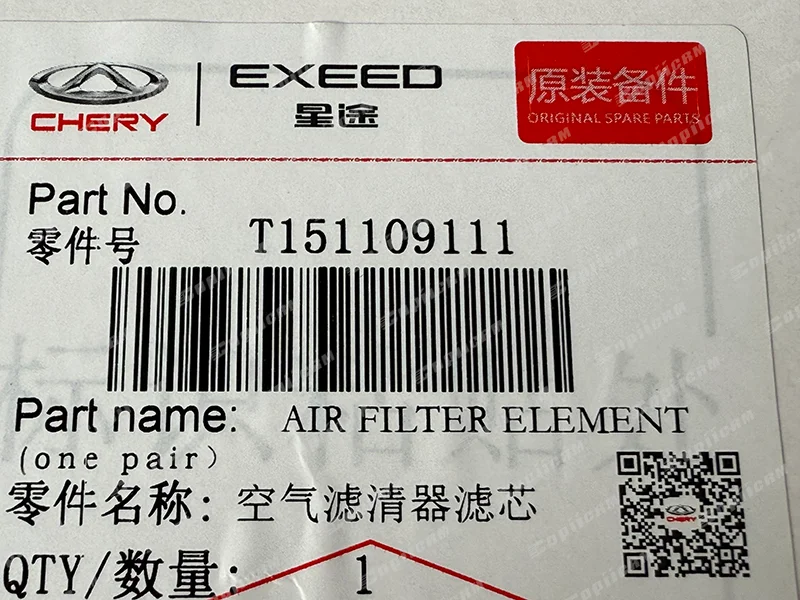 CHERY
EXEED
星途
原装备件
ORIGINAL SPARE PARTS
Part No.
零件号
T151109111
Part name: AIR FILTER ELEMENT
(one pair)
零件名称: 空气滤清器滤芯
QTY/数量: 1
CHERY